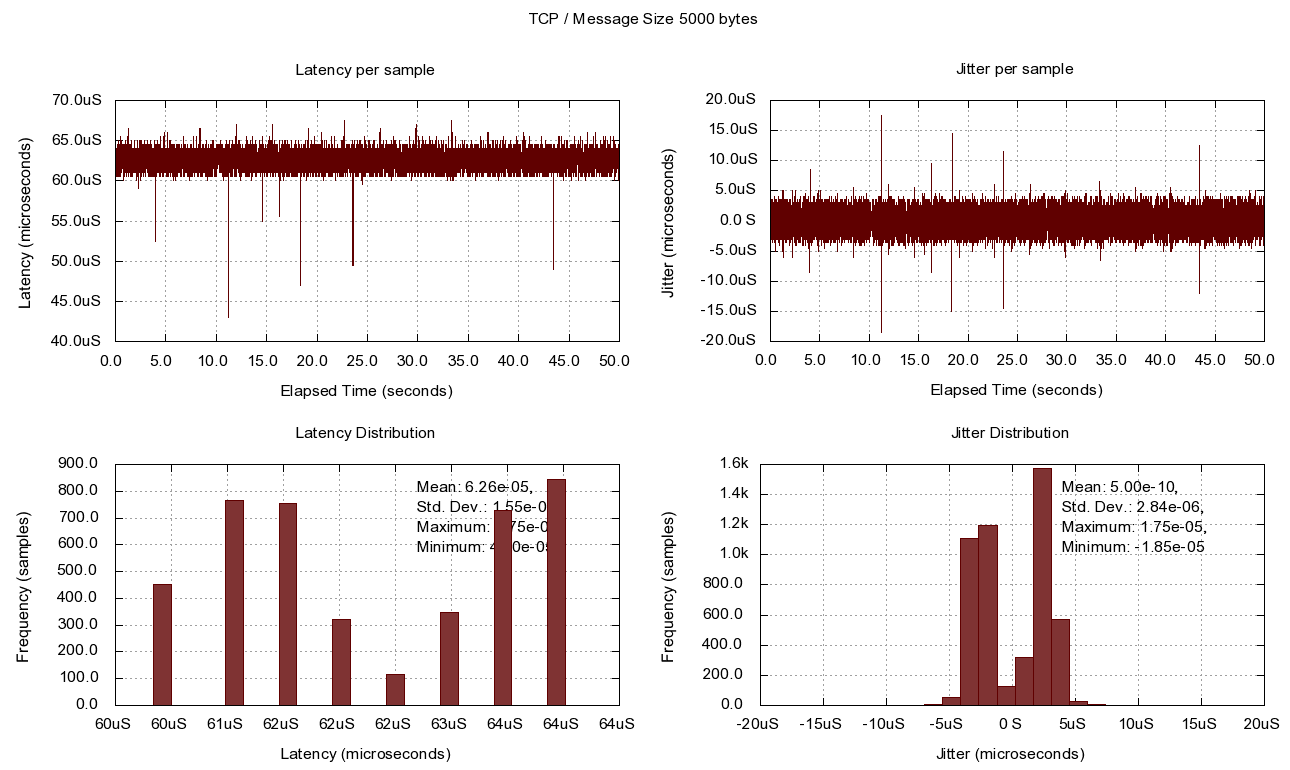 TCP / Message Size 5000 bytes
Latency per sample
70.0uS
65.0uS
60.0uS
55.0uS
50.0uS
45.0uS
40.0uS
Latency (microseconds)
0.0 5.0 10.0 15.0 20.0 25.0 30.0 35.0 40.0 45.0 50.0
Elapsed Time (seconds)
Jitter per sample
20.0uS
15.0uS
10.0uS
5.0uS
0.0 S
-5.0uS
-10.0uS
-15.0uS
-20.0uS
Jitter (microseconds)
0.0 5.0 10.0 15.0 20.0 25.0 30.0 35.0 40.0 45.0 50.0
Elapsed Time (seconds)
Latency Distribution
900.0
800.0
700.0
600.0
500.0
400.0
300.0
200.0
100.0
0.0
Frequency (samples)
Mean: 6.26e-05,
Std. Dev.:
Maximum:
Minimum:
60uS 60uS 61uS 62uS 62uS 62uS 63uS 64uS 64uS 64uS
Latency (microseconds)
Jitter Distribution
1.6k
1.4k
1.2k
1.0k
800.0
600.0
400.0
200.0
0.0
Frequency (samples)
Mean: 5.00e-10,
Std. Dev.: 2.84e-06,
Maximum: 1.75e-05,
Minimum: -1.85e-05
-20uS -15uS -10uS -5uS 0 S 5uS 10uS 15uS 20uS
Jitter (microseconds)